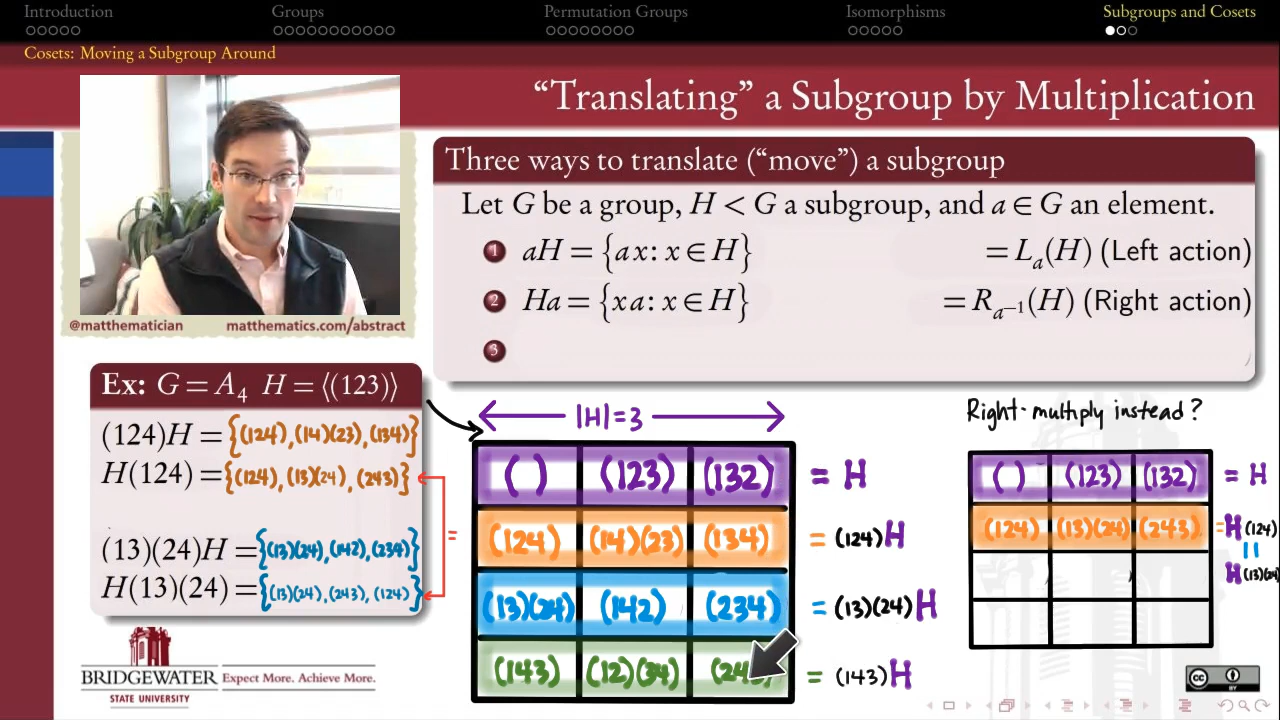 Introduction Groups Permutation Groups Isomorphisms Subgroups and Cosets
Cosets: Moving a Subgroup Around
“Translating” a Subgroup by Multiplication
@matthematician matthematics.com/abstract
Three ways to translate (“move”) a subgroup
Let G be a group, H < G a subgroup, and a ∈ G an element.
1 aH = {ax: x ∈ H} = Lₐ(H) (Left action)
2 Ha = {xa: x ∈ H} = Rₐ₋₁(H) (Right action)
3
Ex: G = A₄ H = ⟨(123)⟩
(124)H = {(124), (14)(23), (134)}
H(124) = {(124), (13)(24), (243)}
(13)(24)H = {(13)(24), (142), (234)}
H(13)(24) = {(13)(24), (243), (124)}
=
|H|=3
( ) (123) (132) = H
(124) (14)(23) (134) = (124)H
(13)(24) (142) (234) = (13)(24)H
(143) (12)(34) = (143)H
Right-multiply instead?
( ) (123) (132) = H
(124) (13)(24) (243) = H(124)
=
H(13)(24)
BRIDGEWATER
STATE UNIVERSITY
Expect More. Achieve More.
CC BY